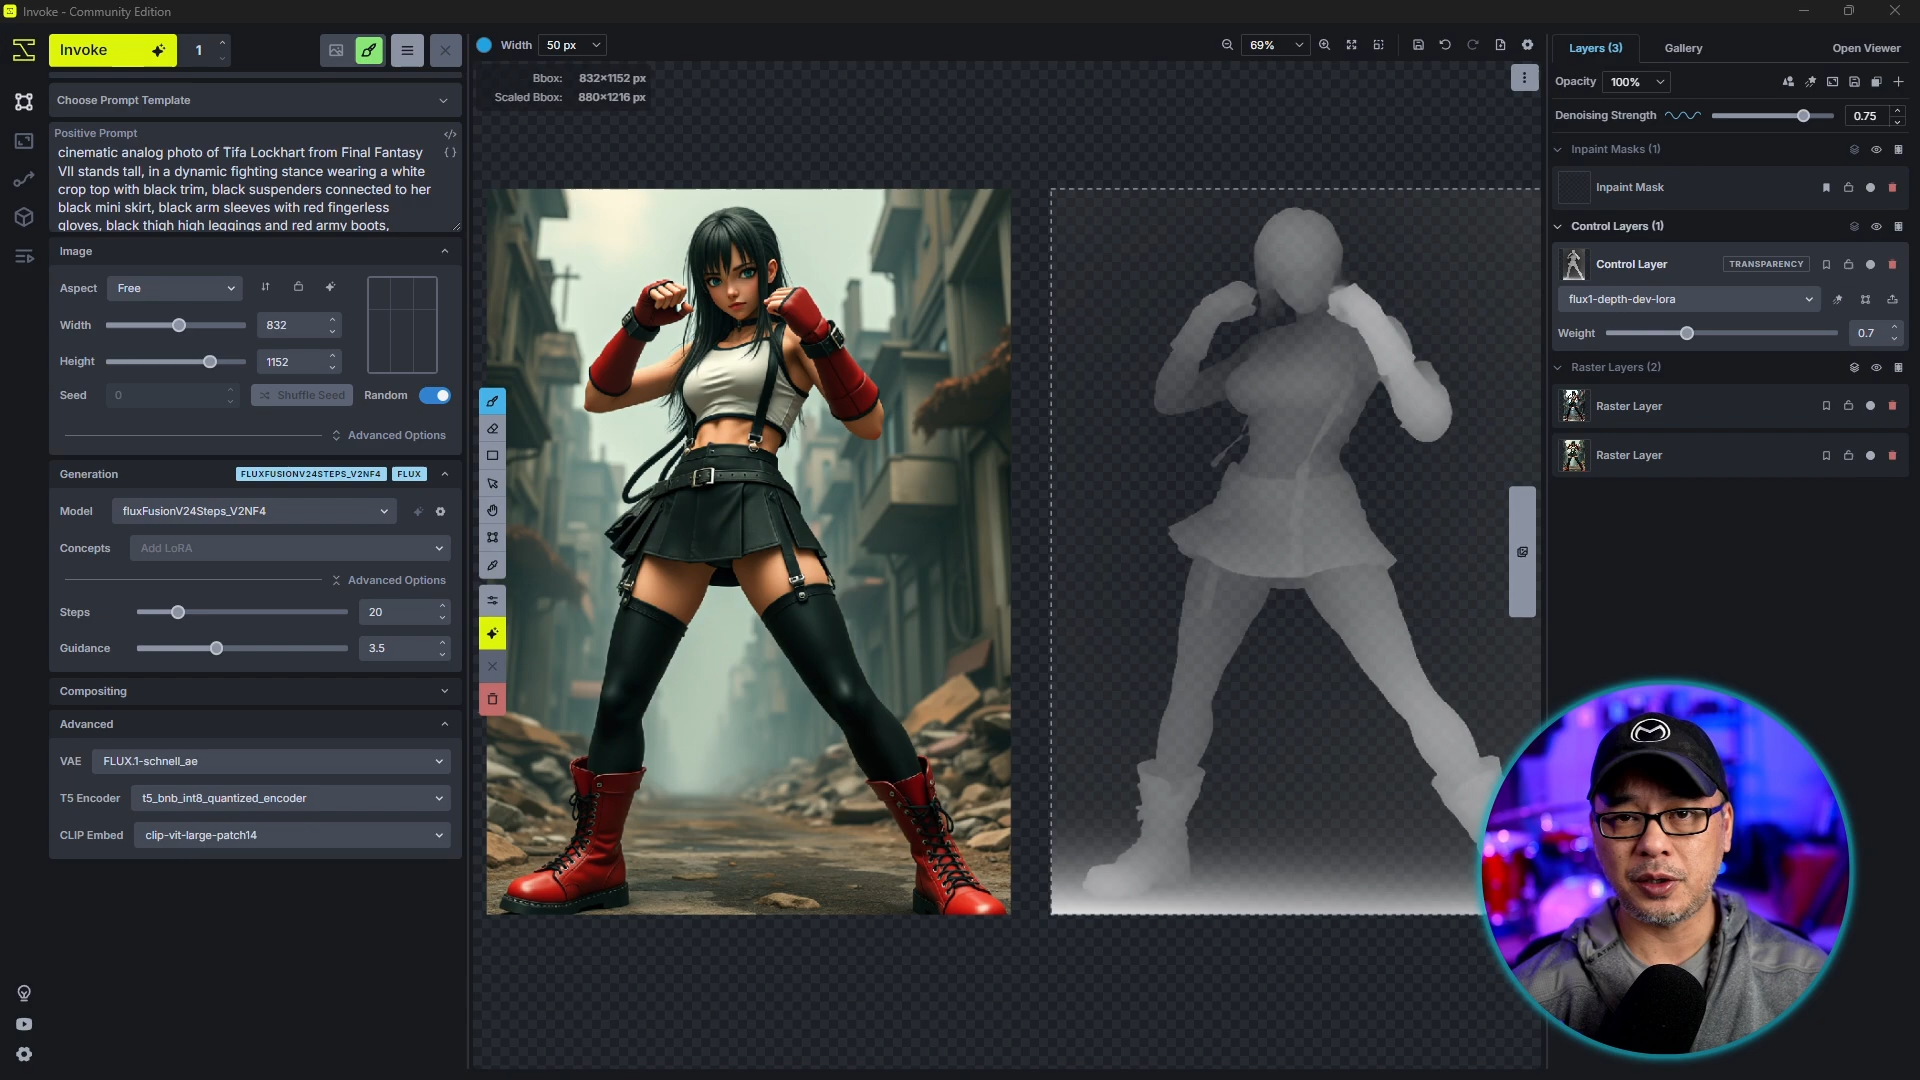 Invoke - Community Edition
Invoke
1
Width
50 px
69%
Layers (3)
Gallery
Open Viewer
Bbox: 832×1152 px
Scaled Bbox: 880×1216 px
Opacity
100%
Choose Prompt Template
Denoising Strength
0.75
Positive Prompt
cinematic analog photo of Tifa Lockhart from Final Fantasy
VII stands tall, in a dynamic fighting stance wearing a white
crop top with black trim, black suspenders connected to her
black mini skirt, black arm sleeves with red fingerless
gloves, black thigh high leggings and red army boots,
Inpaint Masks (1)
Inpaint Mask
Control Layers (1)
Control Layer
TRANSPARENCY
flux1-depth-dev-lora
Weight
0.7
Raster Layers (2)
Raster Layer
Raster Layer
Image
Aspect
Free
Width
832
Height
1152
Seed
0
Shuffle Seed
Random
Advanced Options
Generation
FLUXFUSIONV24STEPS_V2NF4
FLUX
Model
fluxFusionV24Steps_V2NF4
Concepts
Add LoRA
Advanced Options
Steps
20
Guidance
3.5
Compositing
Advanced
VAE
FLUX.1-schnell_ae
T5 Encoder
t5_bnb_int8_quantized_encoder
CLIP Embed
clip-vit-large-patch14